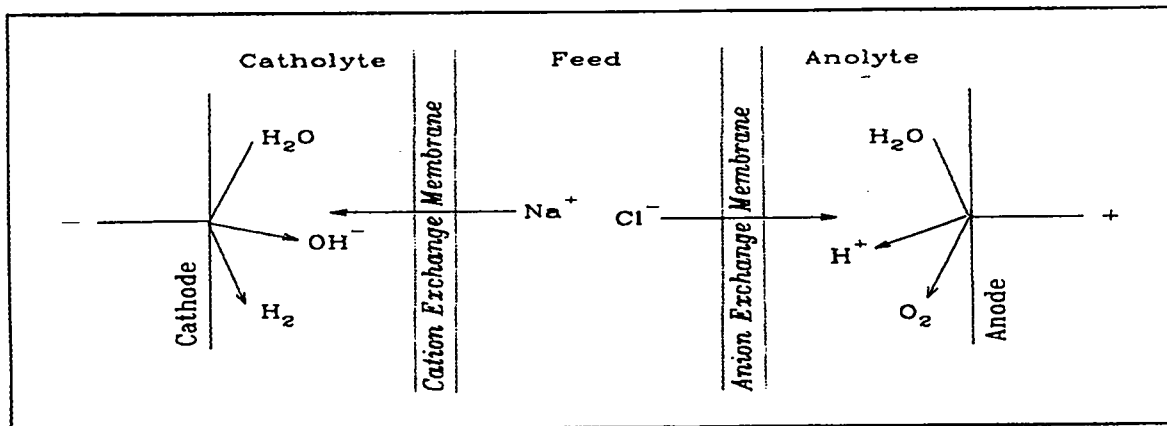 Catholyte Feed Anolyte
H₂O H₂O
− Na⁺ Cl⁻ +
OH⁻ H⁺
H₂ O₂
Cathode
Cation Exchange Membrane
Anion Exchange Membrane
Anode